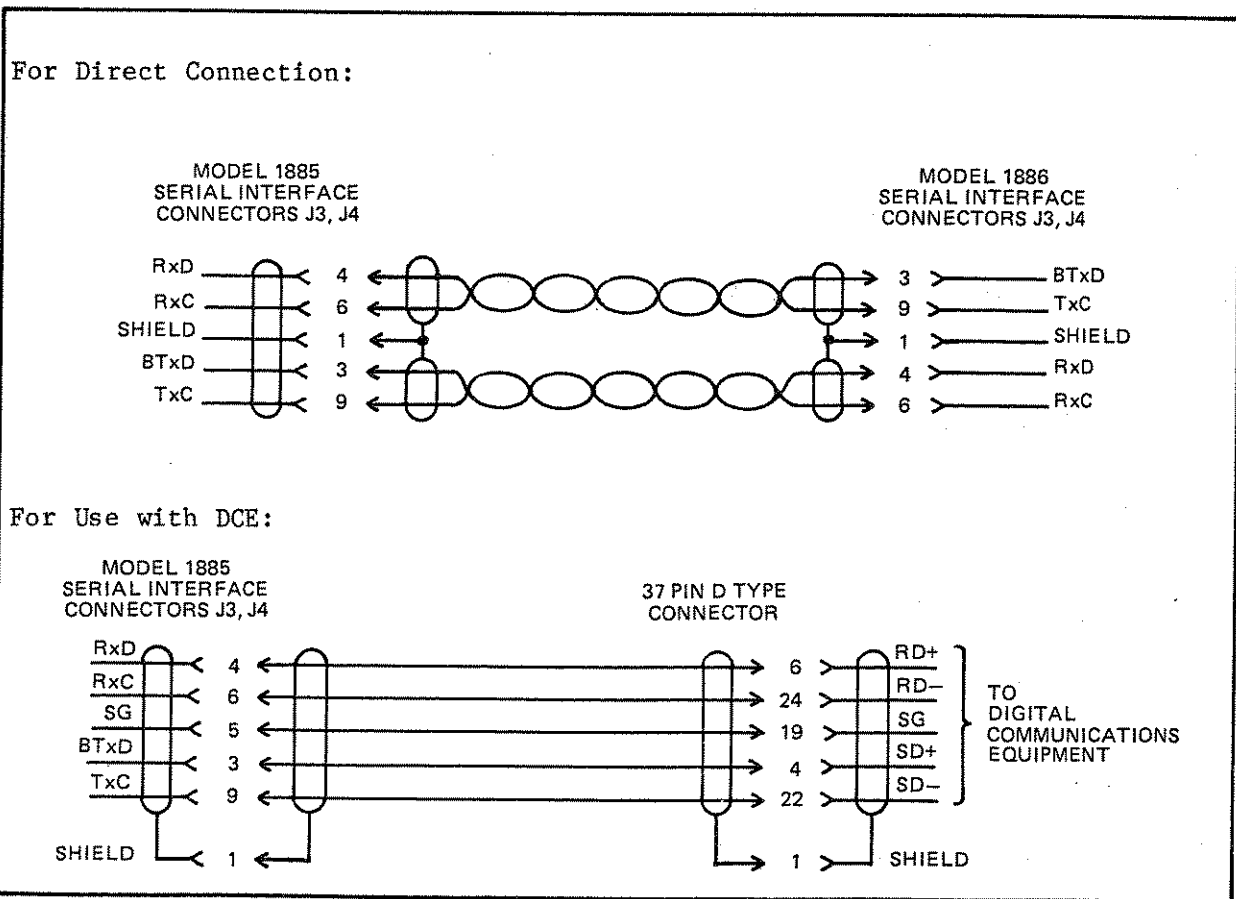 For Direct Connection:
MODEL 1885
SERIAL INTERFACE
CONNECTORS J3, J4
MODEL 1886
SERIAL INTERFACE
CONNECTORS J3, J4
RxD 4 3 BTxD
RxC 6 9 TxC
SHIELD 1 1 SHIELD
BTxD 3 4 RxD
TxC 9 6 RxC
For Use with DCE:
MODEL 1885
SERIAL INTERFACE
CONNECTORS J3, J4
37 PIN D TYPE
CONNECTOR
RxD 4 6 RD+
RxC 6 24 RD−
SG 5 19 SG
BTxD 3 4 SD+
TxC 9 22 SD−
SHIELD 1 1 SHIELD
TO
DIGITAL
COMMUNICATIONS
EQUIPMENT